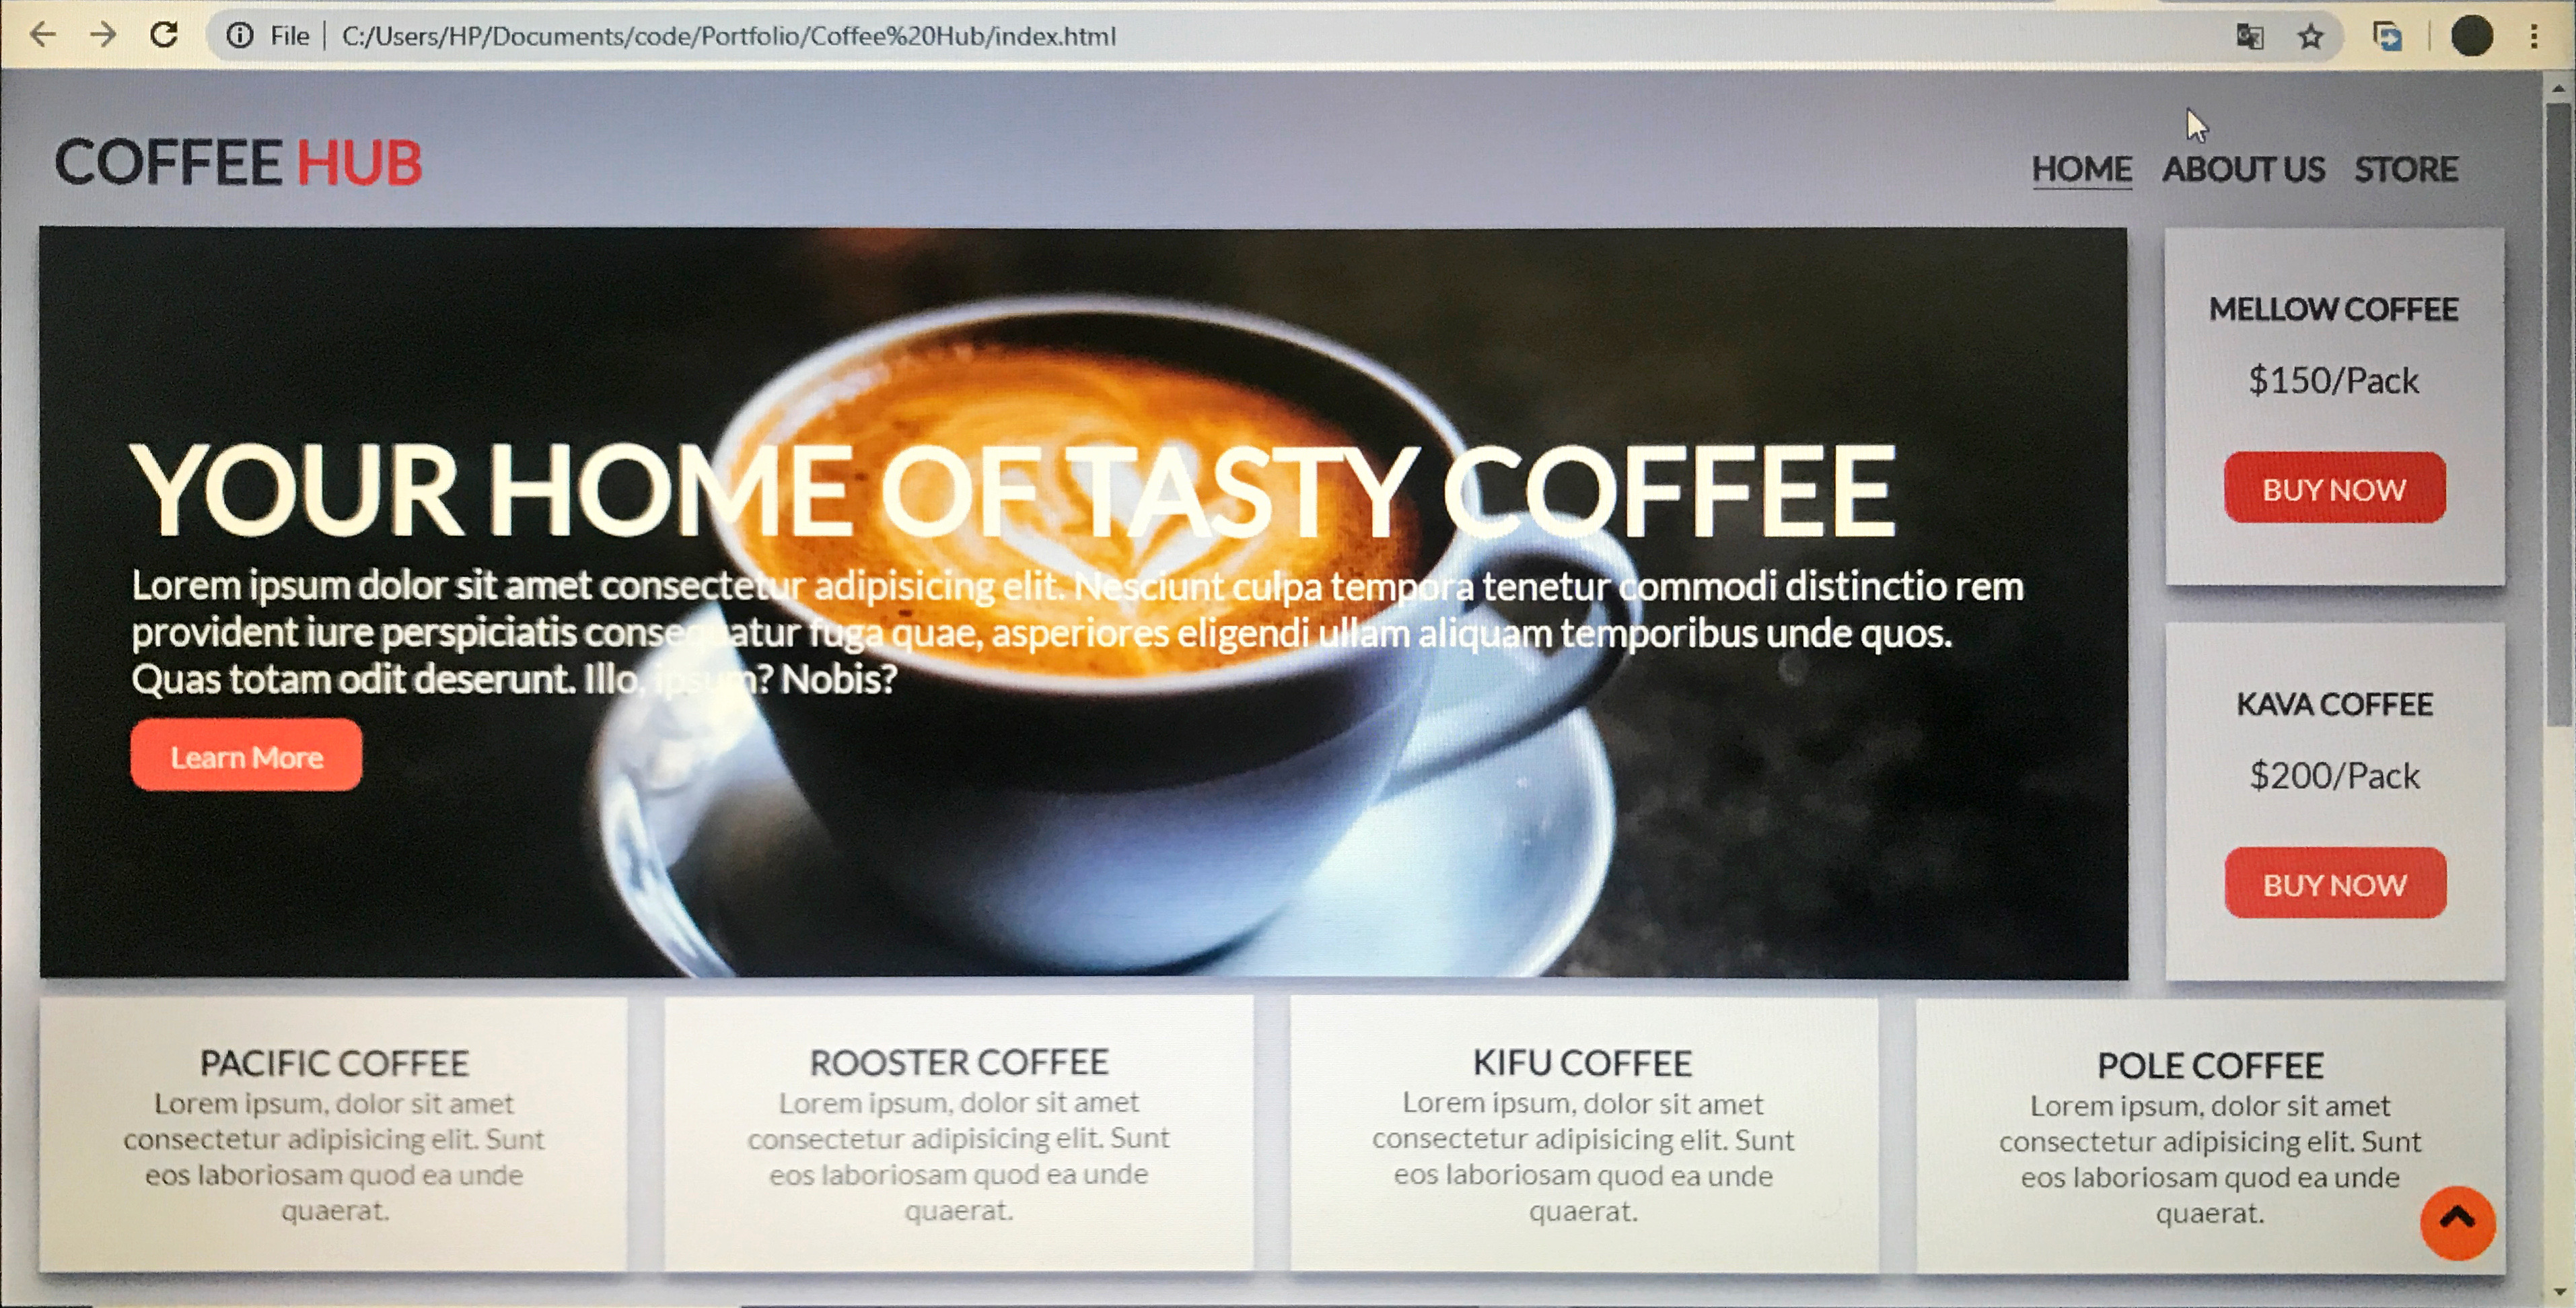 File | C:/Users/HP/Documents/code/Portfolio/Coffee%20Hub/index.html
COFFEE HUB
HOME ABOUT US STORE
YOUR HOME OF TASTY COFFEE
Lorem ipsum dolor sit amet consectetur adipisicing elit. Nesciunt culpa tempora tenetur commodi distinctio rem
provident iure perspiciatis consequatur fuga quae, asperiores eligendi ullam aliquam temporibus unde quos.
Quas totam odit deserunt. Illo, ipsum? Nobis?
Learn More
MELLOW COFFEE
$150/Pack
BUY NOW
KAVA COFFEE
$200/Pack
BUY NOW
PACIFIC COFFEE
Lorem ipsum, dolor sit amet
consectetur adipisicing elit. Sunt
eos laboriosam quod ea unde
quaerat.
ROOSTER COFFEE
Lorem ipsum, dolor sit amet
consectetur adipisicing elit. Sunt
eos laboriosam quod ea unde
quaerat.
KIFU COFFEE
Lorem ipsum, dolor sit amet
consectetur adipisicing elit. Sunt
eos laboriosam quod ea unde
quaerat.
POLE COFFEE
Lorem ipsum, dolor sit amet
consectetur adipisicing elit. Sunt
eos laboriosam quod ea unde
quaerat.